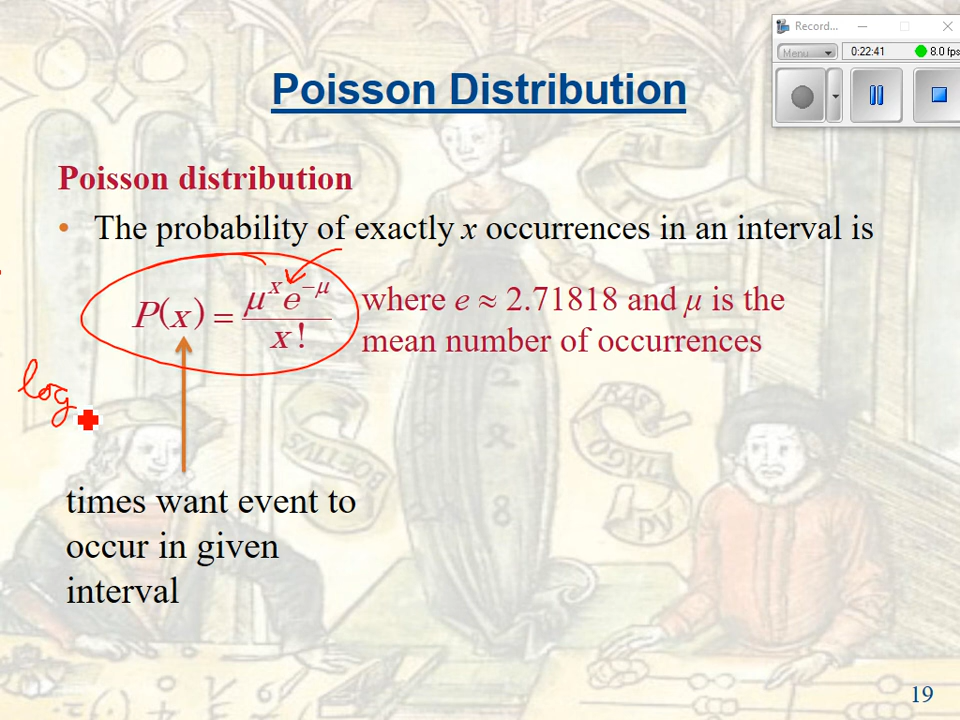 Record...
Menu
0:22:41
8.0 fps
Poisson Distribution
Poisson distribution
• The probability of exactly x occurrences in an interval is
P(x) = μ^x e^−μ / x!
where e ≈ 2.71818 and μ is the
mean number of occurrences
log
times want event to
occur in given
interval
19